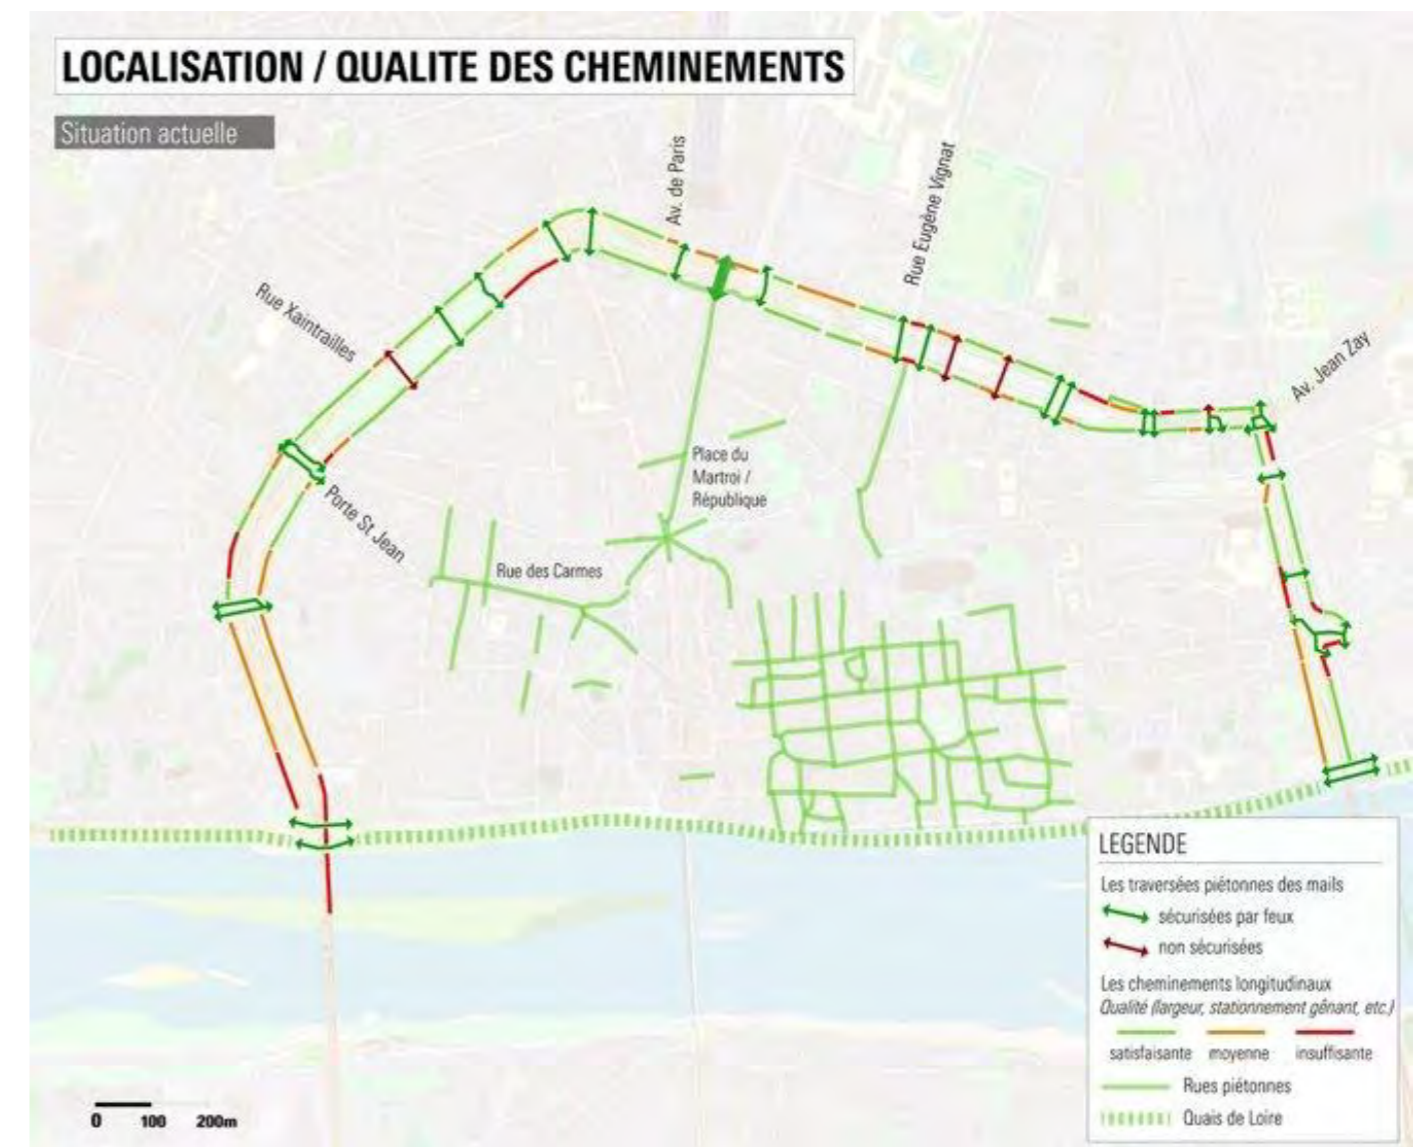 LOCALISATION / QUALITE DES CHEMINEMENTS
Situation actuelle
Av. de Paris
Rue Eugène Vignat
Rue Xaintrailles
Av. Jean Zay
Place du
Martroi /
République
Porte St Jean
Rue des Carmes
LEGENDE
Les traversées piétonnes des mails
sécurisées par feux
non sécurisées
Les cheminements longitudinaux
Qualité (largeur, stationnement gênant, etc.)
satisfaisante moyenne insuffisante
Rues piétonnes
Quais de Loire
0 100 200m